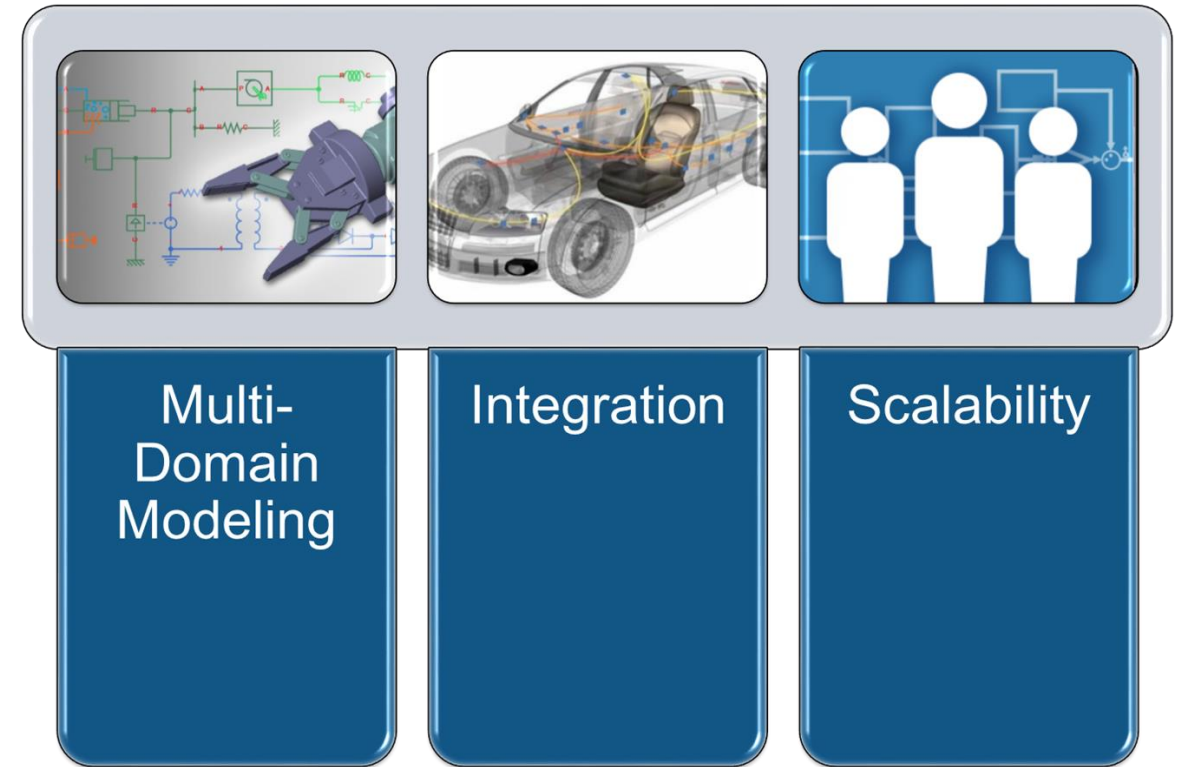 Multi-
Domain
Modeling
Integration
Scalability